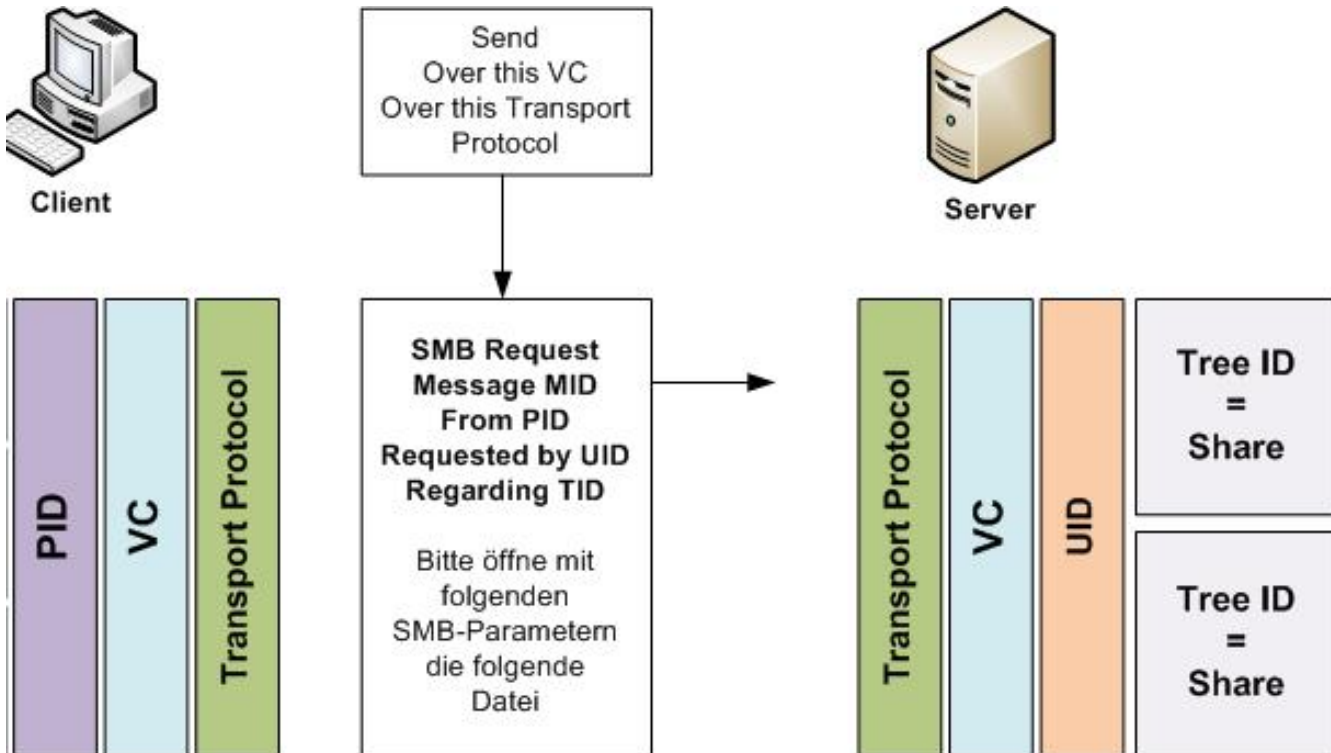 Send
Over this VC
Over this Transport
Protocol
Client
Server
PID
VC
Transport Protocol
SMB Request
Message MID
From PID
Requested by UID
Regarding TID
Bitte öffne mit
folgenden
SMB-Parametern
die folgende
Datei
Transport Protocol
VC
UID
Tree ID
=
Share
Tree ID
=
Share